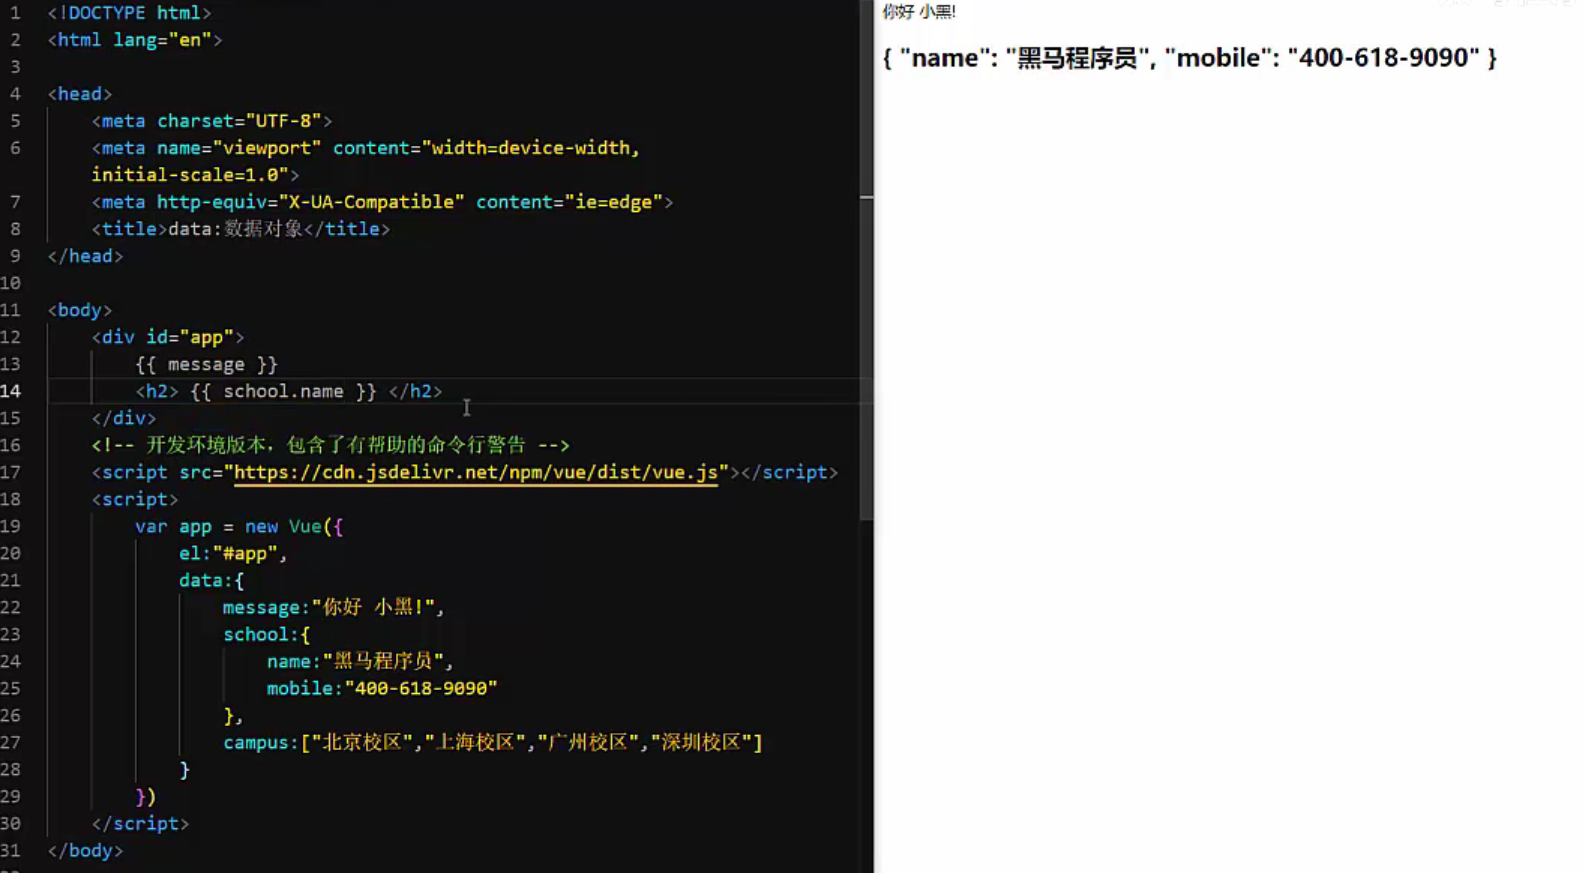 1 <!DOCTYPE html>
2 <html lang="en">
3
4 <head>
5 <meta charset="UTF-8">
6 <meta name="viewport" content="width=device-width,
initial-scale=1.0">
7 <meta http-equiv="X-UA-Compatible" content="ie=edge">
8 <title>data:数据对象</title>
9 </head>
10
11 <body>
12 <div id="app">
13 {{ message }}
14 <h2> {{ school.name }} </h2>
15 </div>
16 <!-- 开发环境版本，包含了有帮助的命令行警告 -->
17 <script src="https://cdn.jsdelivr.net/npm/vue/dist/vue.js"></script>
18 <script>
19 var app = new Vue({
20 el:"#app",
21 data:{
22 message:"你好 小黑!",
23 school:{
24 name:"黑马程序员",
25 mobile:"400-618-9090"
26 },
27 campus:["北京校区","上海校区","广州校区","深圳校区"]
28 }
29 })
30 </script>
31 </body>
你好 小黑!
{ "name": "黑马程序员", "mobile": "400-618-9090" }